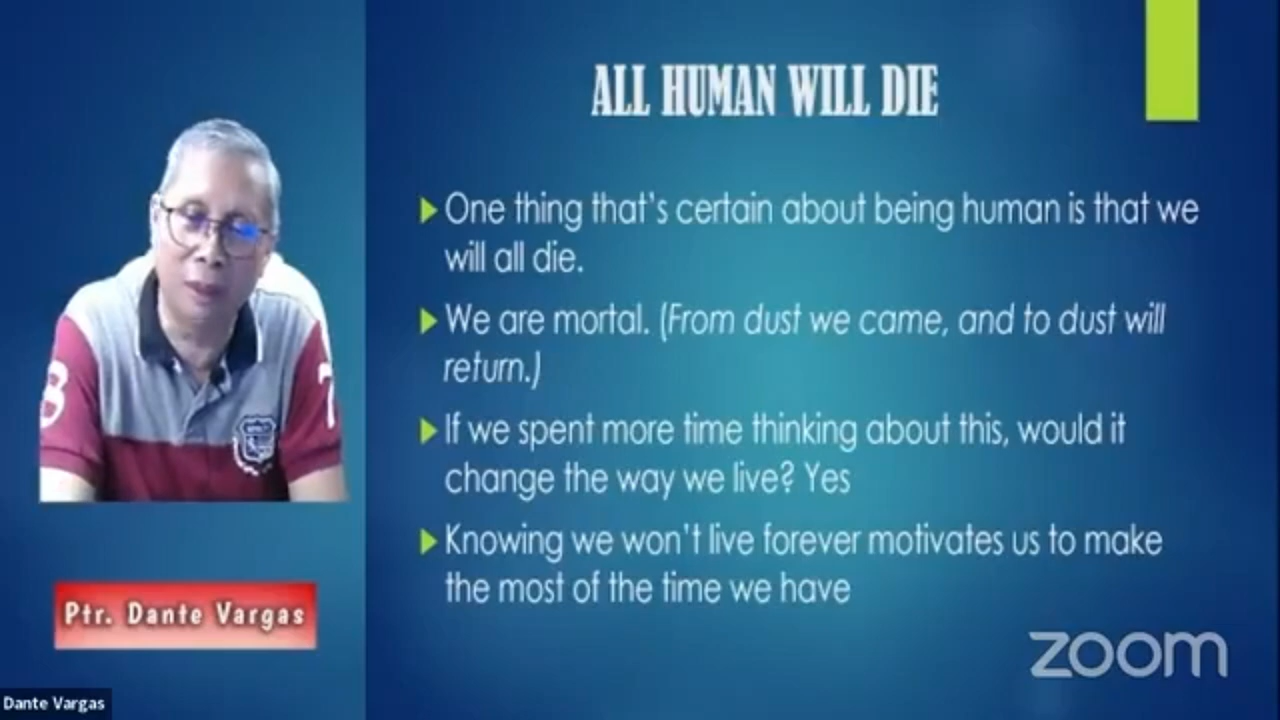 ALL HUMAN WILL DIE
One thing that's certain about being human is that we
will all die.
We are mortal. (From dust we came, and to dust will
return.)
If we spent more time thinking about this, would it
change the way we live? Yes
Knowing we won't live forever motivates us to make
the most of the time we have
8
7
Ptr. Dante Vargas
zoom
Dante Vargas